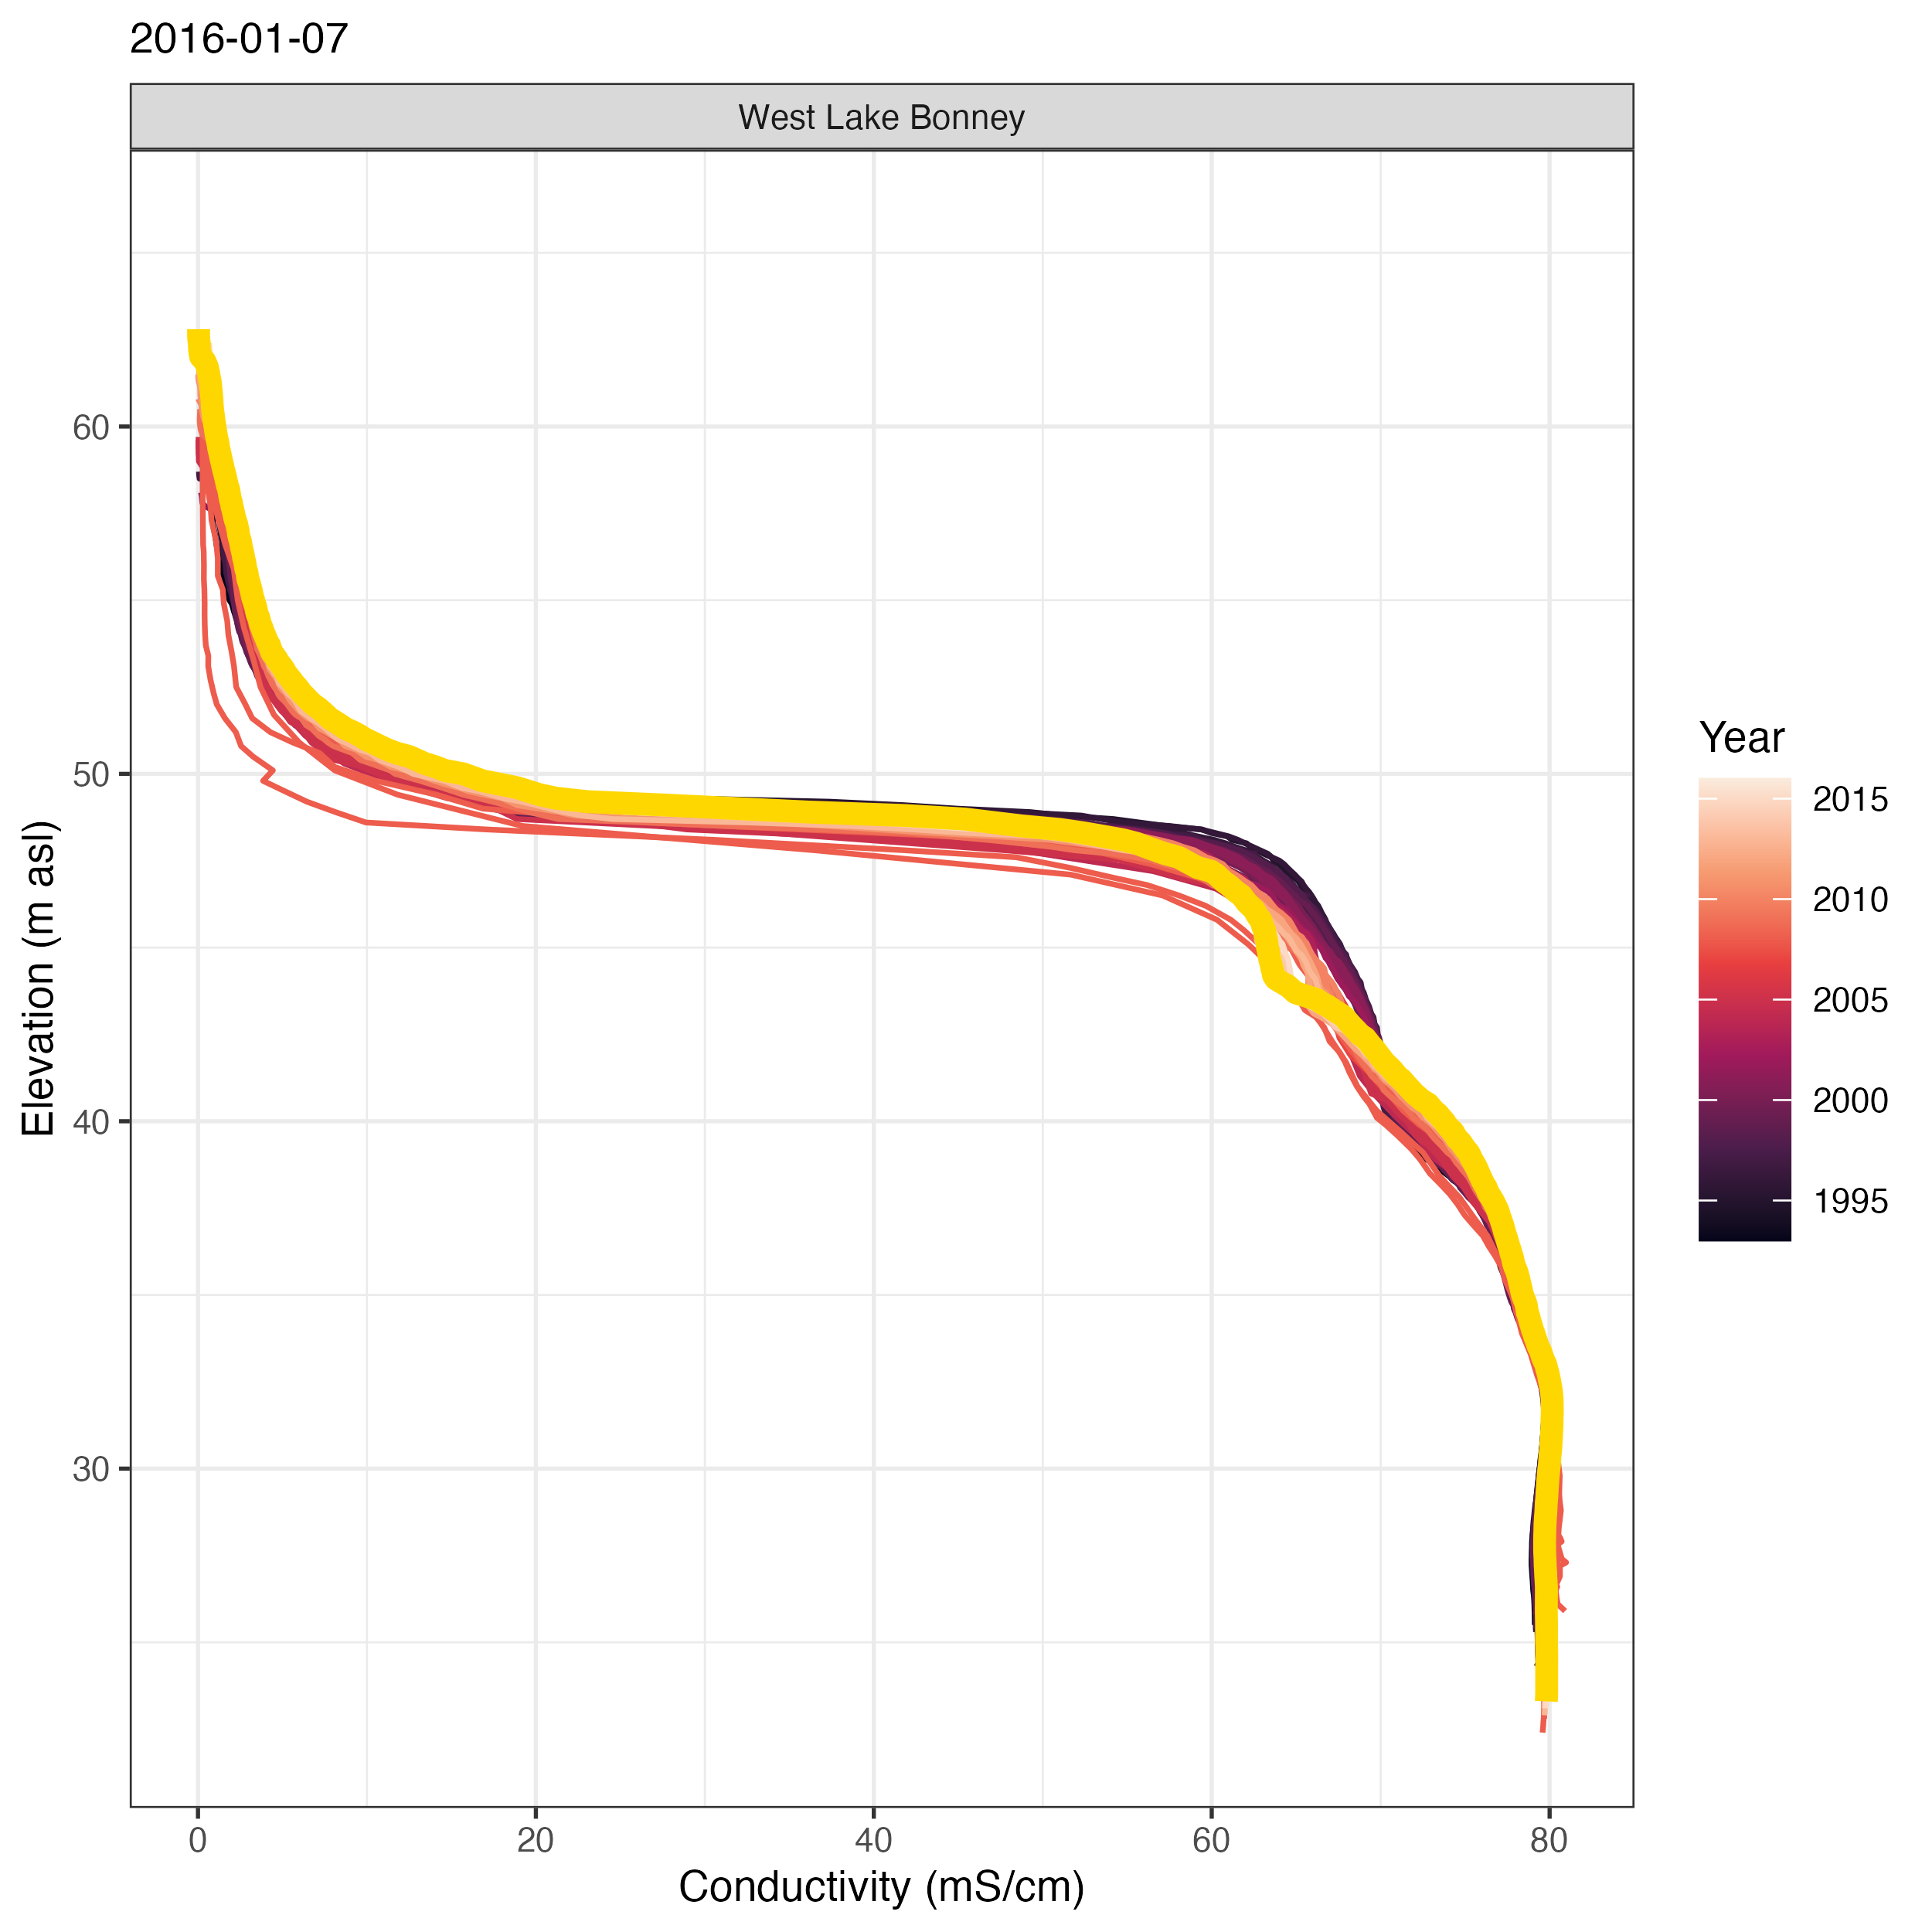 2016-01-07
West Lake Bonney
60
50
40
30
Elevation (m asl)
0 20 40 60 80
Conductivity (mS/cm)
Year
2015
2010
2005
2000
1995